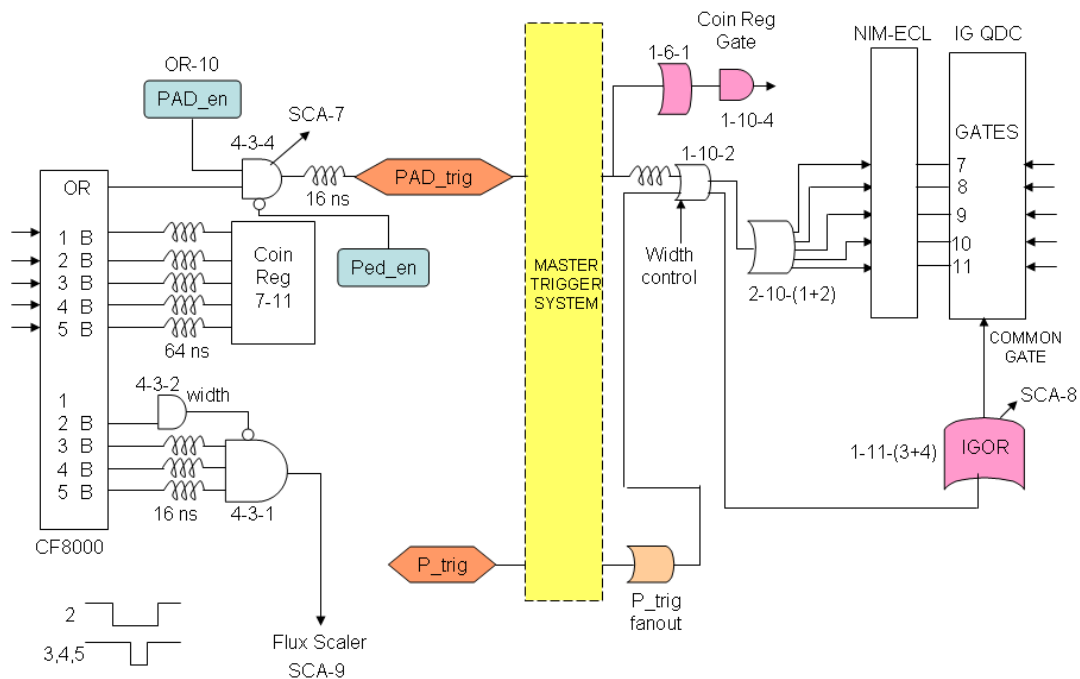 OR-10
PAD_en
SCA-7
4-3-4
16 ns
PAD_trig
Ped_en
OR
1 B
2 B
3 B
4 B
5 B
Coin
Reg
7-11
64 ns
4-3-2
width
1
2 B
3 B
4 B
5 B
16 ns
4-3-1
CF8000
2
3,4,5
Flux Scaler
SCA-9
P_trig
MASTER
TRIGGER
SYSTEM
P_trig
fanout
Coin Reg
Gate
1-6-1
1-10-4
1-10-2
Width
control
2-10-(1+2)
NIM-ECL
IG QDC
GATES
7
8
9
10
11
COMMON
GATE
SCA-8
IGOR
1-11-(3+4)